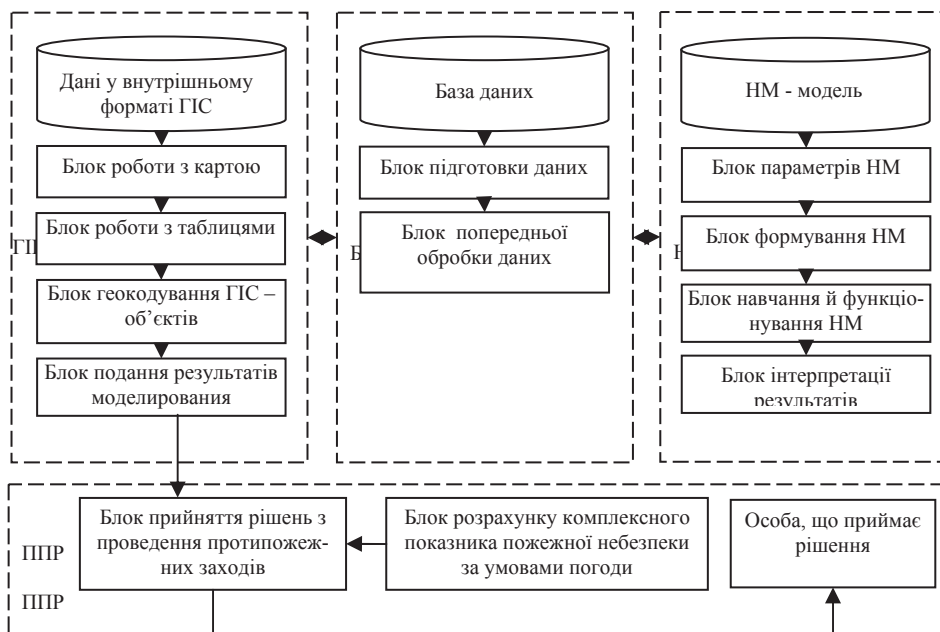 Дані у внутрішньому
форматі ГІС
Блок роботи з картою
Блок роботи з таблицями
Блок геокодування ГІС –
об’єктів
Блок подання результатів
моделирования
База даних
Блок підготовки даних
Блок попередньої
обробки даних
НМ - модель
Блок параметрів НМ
Блок формування НМ
Блок навчання й функціо-
нування НМ
Блок інтерпретації
результатів
ППР
ППР
Блок прийняття рішень з
проведення протипожеж-
них заходів
Блок розрахунку комплексного
показника пожежної небезпеки
за умовами погоди
Особа, що приймає
рішення